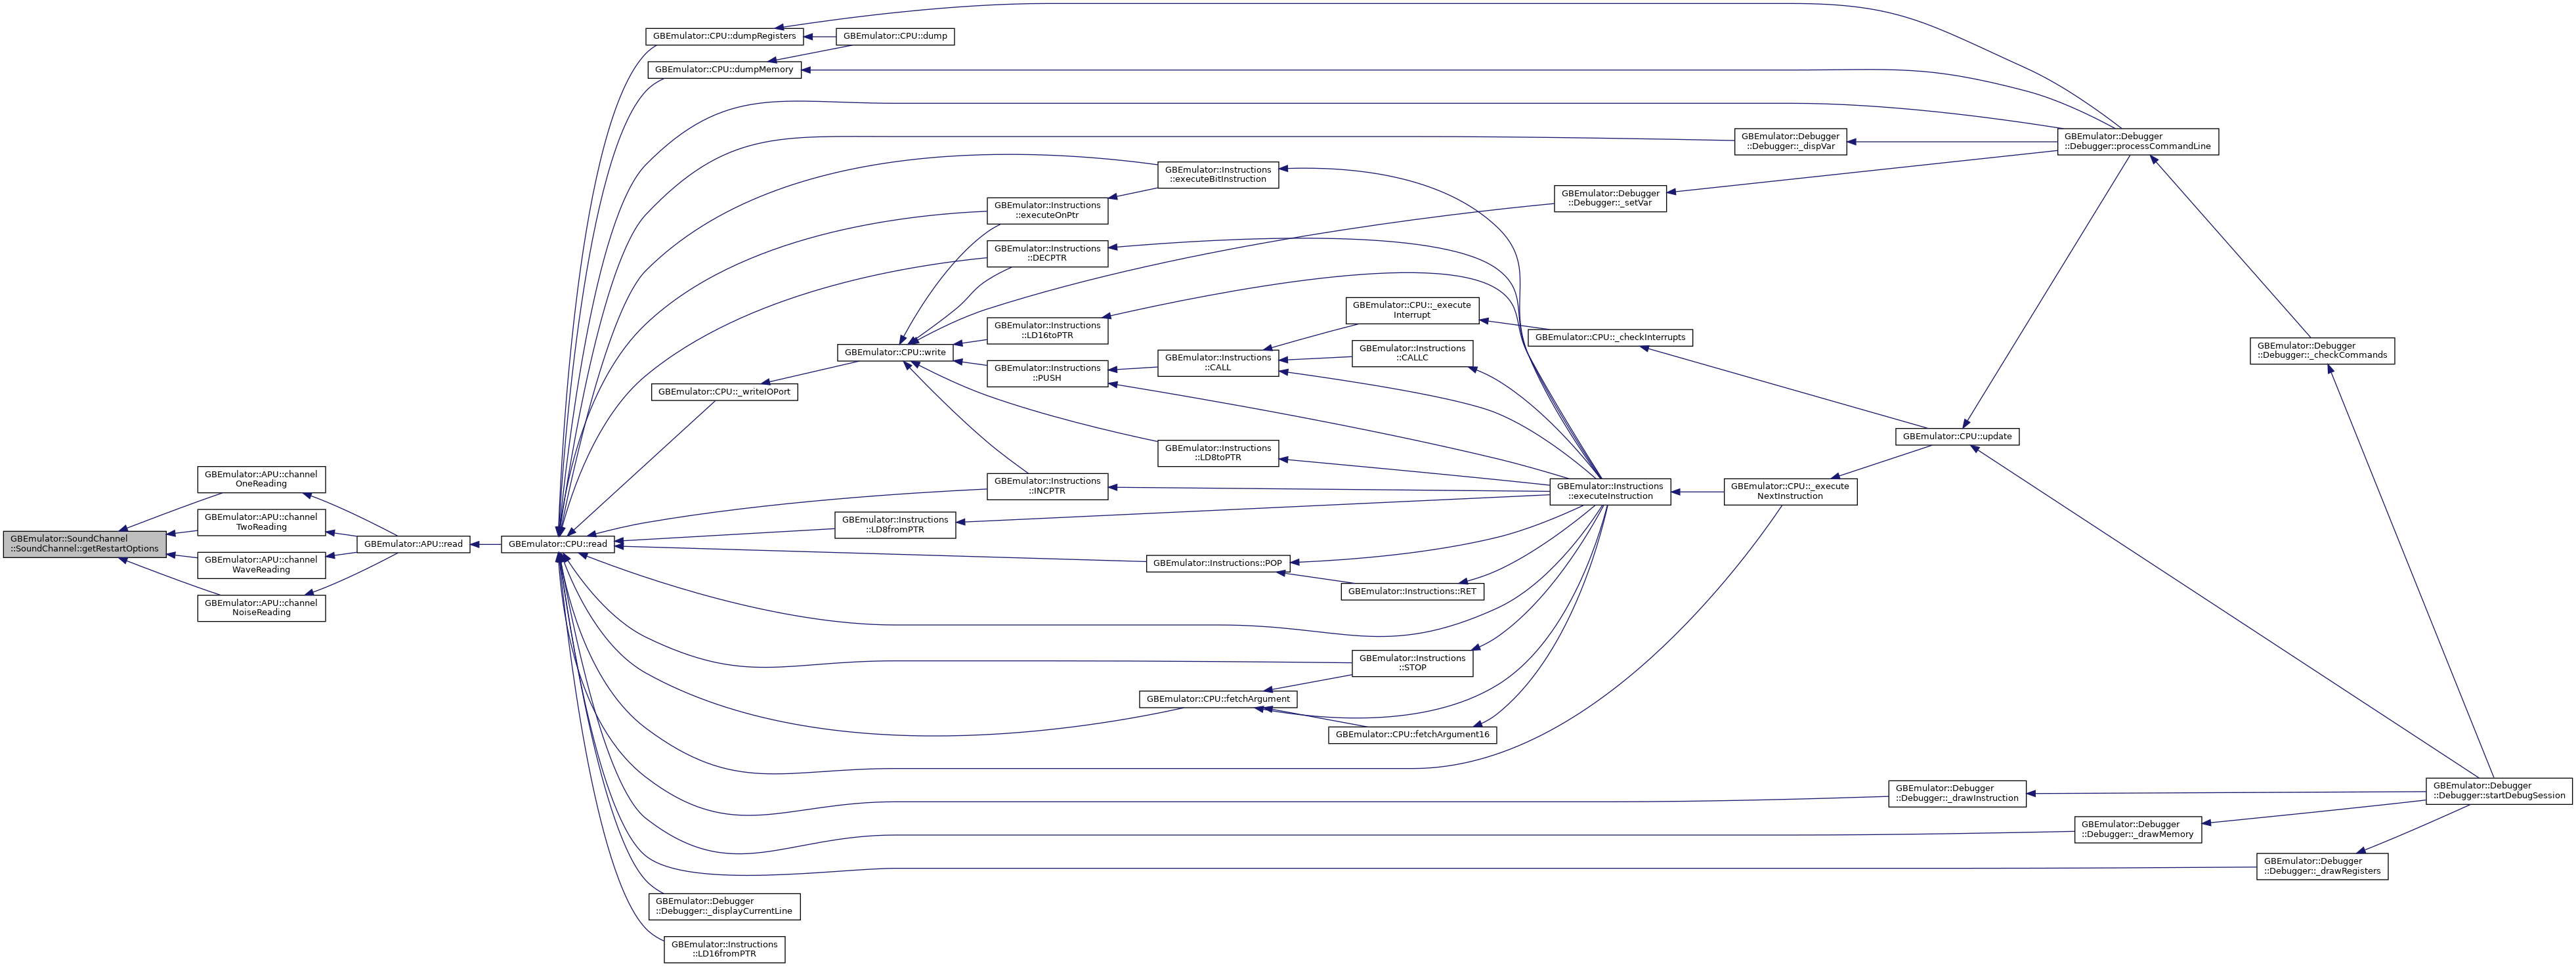 GBEmulator::SoundChannel
::SoundChannel::getRestartOptions
GBEmulator::APU::channel
OneReading
GBEmulator::APU::channel
TwoReading
GBEmulator::APU::channel
WaveReading
GBEmulator::APU::channel
NoiseReading
GBEmulator::APU::read
GBEmulator::CPU::read
GBEmulator::CPU::dumpRegisters
GBEmulator::CPU::dump
GBEmulator::CPU::dumpMemory
GBEmulator::Debugger
::Debugger::processCommandLine
GBEmulator::Debugger
::Debugger::_dispVar
GBEmulator::Debugger
::Debugger::_setVar
GBEmulator::Instructions
::executeBitInstruction
GBEmulator::Instructions
::executeOnPtr
GBEmulator::Instructions
::DECPTR
GBEmulator::Instructions
::LD16toPTR
GBEmulator::CPU::write
GBEmulator::Instructions
::PUSH
GBEmulator::CPU::_writeIOPort
GBEmulator::Instructions
::CALL
GBEmulator::CPU::_execute
Interrupt
GBEmulator::Instructions
::CALLC
GBEmulator::CPU::_checkInterrupts
GBEmulator::Debugger
::Debugger::_checkCommands
GBEmulator::CPU::update
GBEmulator::Instructions
::LD8toPTR
GBEmulator::Instructions
::INCPTR
GBEmulator::Instructions
::executeInstruction
GBEmulator::CPU::_execute
NextInstruction
GBEmulator::Instructions
::LD8fromPTR
GBEmulator::Instructions::POP
GBEmulator::Instructions::RET
GBEmulator::Instructions
::STOP
GBEmulator::CPU::fetchArgument
GBEmulator::CPU::fetchArgument16
GBEmulator::Debugger
::Debugger::_drawInstruction
GBEmulator::Debugger
::Debugger::startDebugSession
GBEmulator::Debugger
::Debugger::_drawMemory
GBEmulator::Debugger
::Debugger::_drawRegisters
GBEmulator::Debugger
::Debugger::_displayCurrentLine
GBEmulator::Instructions
::LD16fromPTR